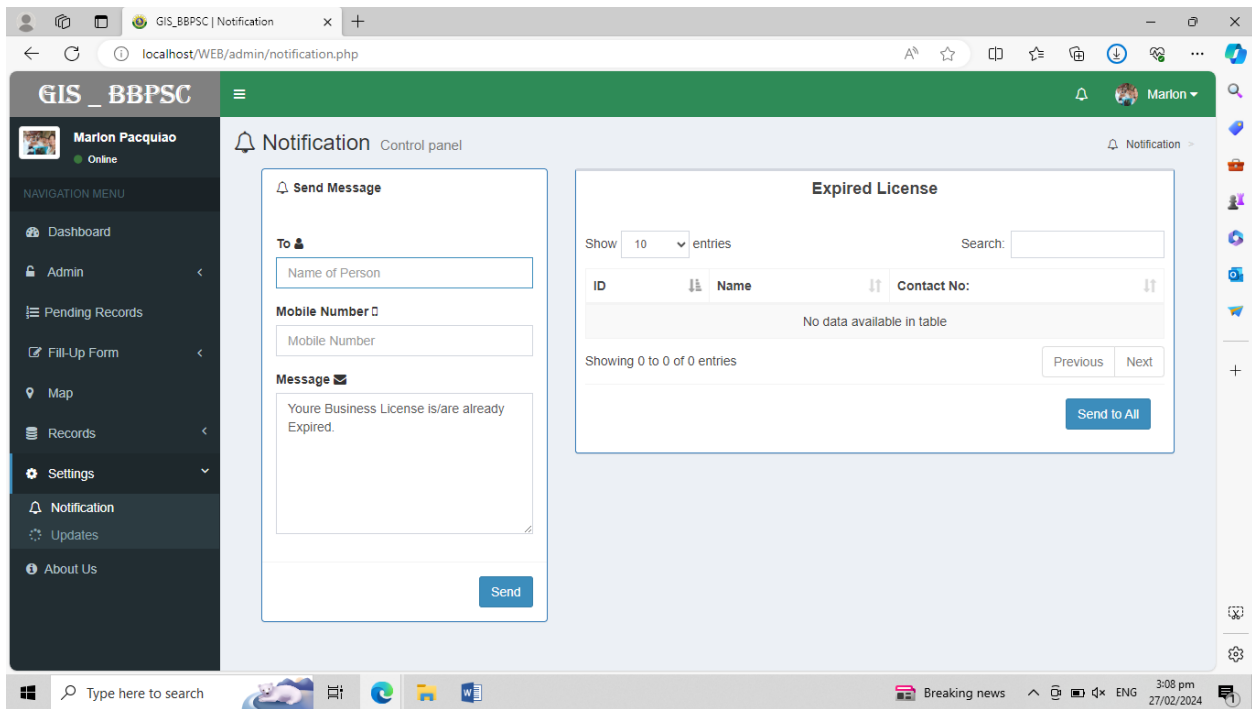 GIS_BBPSC | Notification
localhost/WEB/admin/notification.php
GIS _ BBPSC
Marlon
Marlon Pacquiao
Online
Notification Control panel
Notification >
NAVIGATION MENU
Dashboard
Admin
Pending Records
Fill-Up Form
Map
Records
Settings
Notification
Updates
About Us
Send Message
To
Name of Person
Mobile Number
Mobile Number
Message
Youre Business License is/are already
Expired.
Send
Expired License
Show 10 entries
Search:
ID Name Contact No:
No data available in table
Showing 0 to 0 of 0 entries
Previous Next
Send to All
Type here to search
Breaking news
ENG
3:08 pm
27/02/2024
1